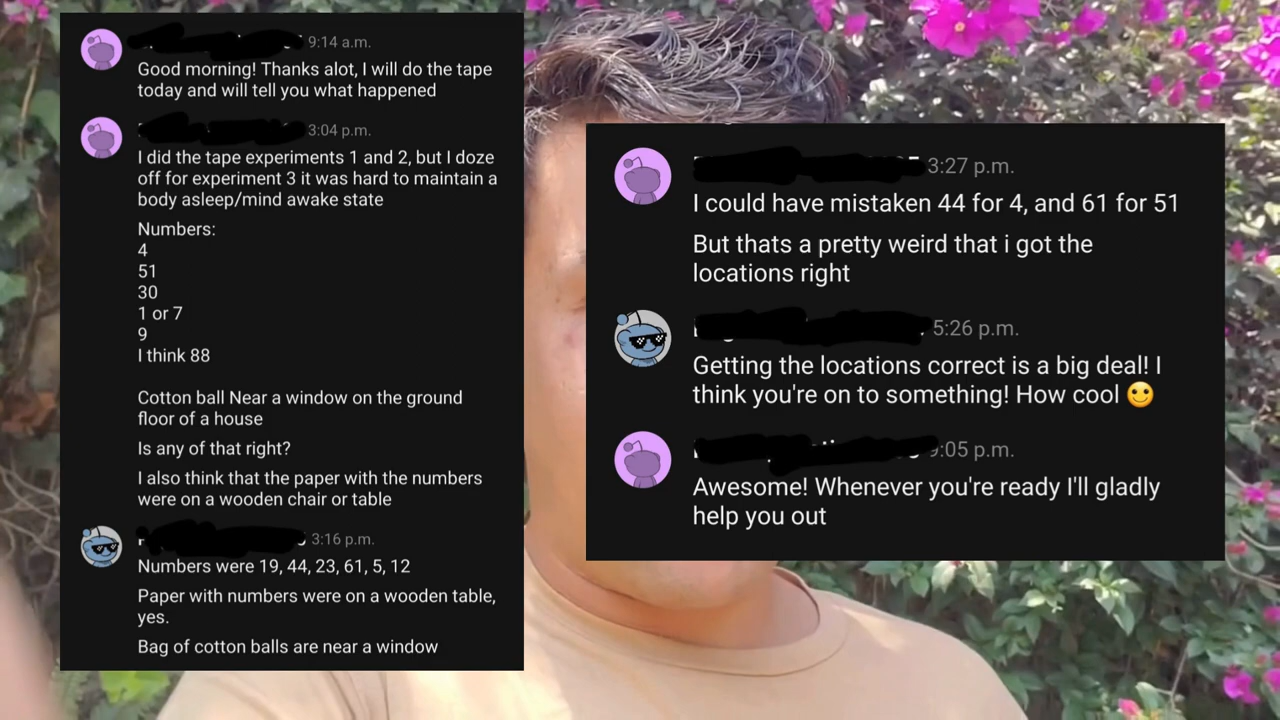 9:14 a.m.
Good morning! Thanks alot, I will do the tape
today and will tell you what happened
3:04 p.m.
I did the tape experiments 1 and 2, but I doze
off for experiment 3 it was hard to maintain a
body asleep/mind awake state
Numbers:
4
51
30
1 or 7
9
I think 88
Cotton ball Near a window on the ground
floor of a house
Is any of that right?
I also think that the paper with the numbers
were on a wooden chair or table
3:16 p.m.
Numbers were 19, 44, 23, 61, 5, 12
Paper with numbers were on a wooden table,
yes.
Bag of cotton balls are near a window
3:27 p.m.
I could have mistaken 44 for 4, and 61 for 51
But thats a pretty weird that i got the
locations right
5:26 p.m.
Getting the locations correct is a big deal! I
think you're on to something! How cool 🙂
9:05 p.m.
Awesome! Whenever you're ready I'll gladly
help you out